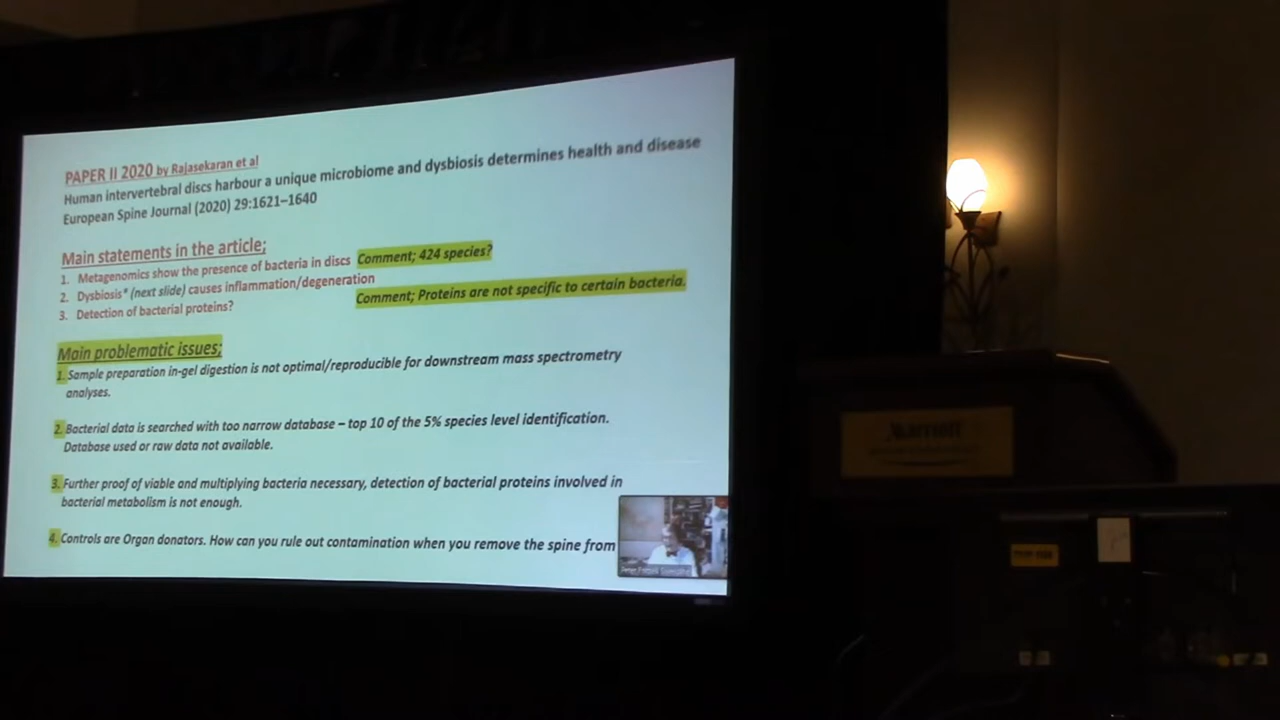 PAPER II 2020 by Rajasekaran et al
Human intervertebral discs harbour a unique microbiome and dysbiosis determines health and disease
European Spine Journal (2020) 29:1621–1640
Main statements in the article;
1. Metagenomics show the presence of bacteria in discs Comment; 424 species?
2. Dysbiosis* (next slide) causes inflammation/degeneration
3. Detection of bacterial proteins? Comment; Proteins are not specific to certain bacteria.
Main problematic issues;
1. Sample preparation in-gel digestion is not optimal/reproducible for downstream mass spectrometry
analyses.
2. Bacterial data is searched with too narrow database – top 10 of the 5% species level identification.
Database used or raw data not available.
3. Further proof of viable and multiplying bacteria necessary, detection of bacterial proteins involved in
bacterial metabolism is not enough.
4. Controls are Organ donators. How can you rule out contamination when you remove the spine from
Peter
Marriott